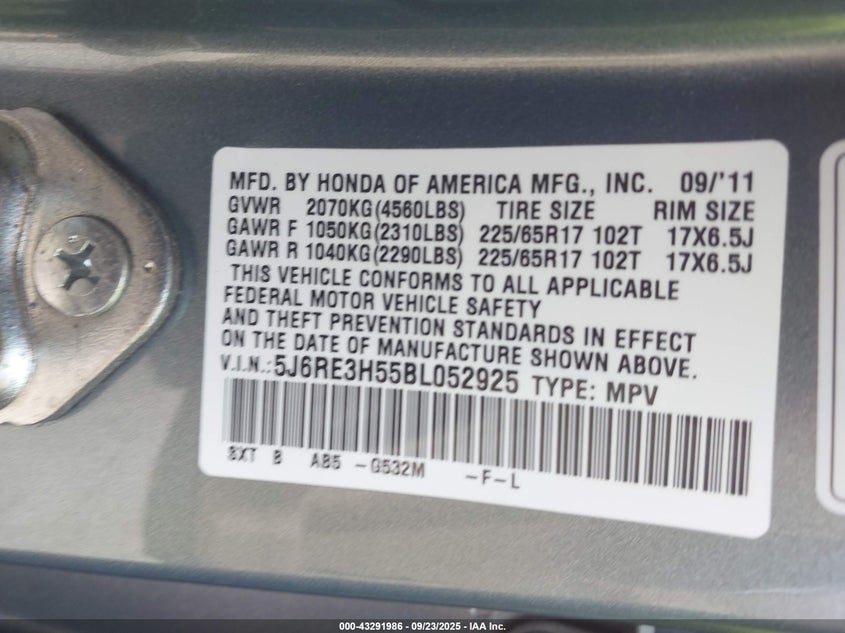 MFD. BY HONDA OF AMERICA MFG., INC. 09/'11
GVWR 2070KG(4560LBS) TIRE SIZE RIM SIZE
GAWR F 1050KG(2310LBS) 225/65R17 102T 17X6.5J
GAWR R 1040KG(2290LBS) 225/65R17 102T 17X6.5J
THIS VEHICLE CONFORMS TO ALL APPLICABLE
FEDERAL MOTOR VEHICLE SAFETY
AND THEFT PREVENTION STANDARDS IN EFFECT
ON THE DATE OF MANUFACTURE SHOWN ABOVE.
V.I.N.:5J6RE3H55BL052925 TYPE: MPV
SXT B AB5 -G532M -F-L
000-43291986 - 09/23/2025 - IAA Inc.